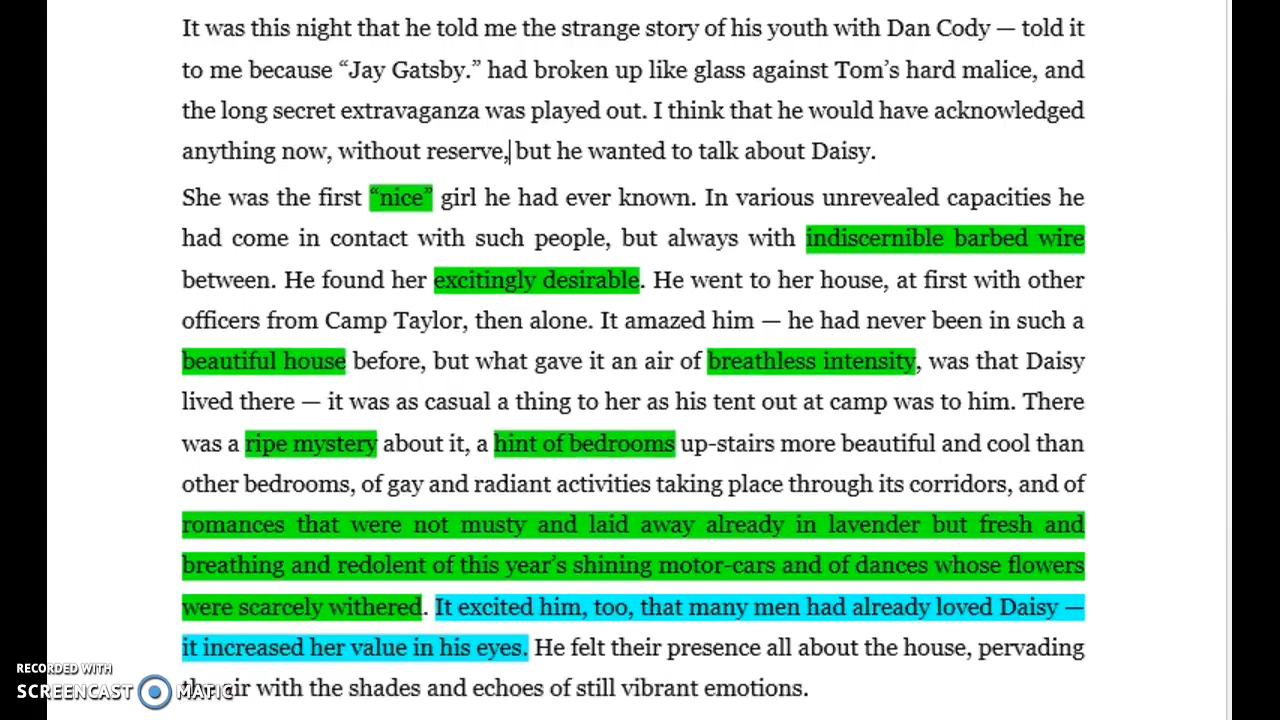 It was this night that he told me the strange story of his youth with Dan Cody — told it
to me because “Jay Gatsby.” had broken up like glass against Tom’s hard malice, and
the long secret extravaganza was played out. I think that he would have acknowledged
anything now, without reserve, but he wanted to talk about Daisy.
She was the first “nice” girl he had ever known. In various unrevealed capacities he
had come in contact with such people, but always with indiscernible barbed wire
between. He found her excitingly desirable. He went to her house, at first with other
officers from Camp Taylor, then alone. It amazed him — he had never been in such a
beautiful house before, but what gave it an air of breathless intensity, was that Daisy
lived there — it was as casual a thing to her as his tent out at camp was to him. There
was a ripe mystery about it, a hint of bedrooms up-stairs more beautiful and cool than
other bedrooms, of gay and radiant activities taking place through its corridors, and of
romances that were not musty and laid away already in lavender but fresh and
breathing and redolent of this year’s shining motor-cars and of dances whose flowers
were scarcely withered. It excited him, too, that many men had already loved Daisy —
it increased her value in his eyes. He felt their presence all about the house, pervading
with the shades and echoes of still vibrant emotions.
RECORDED WITH
SCREENCAST MATIC